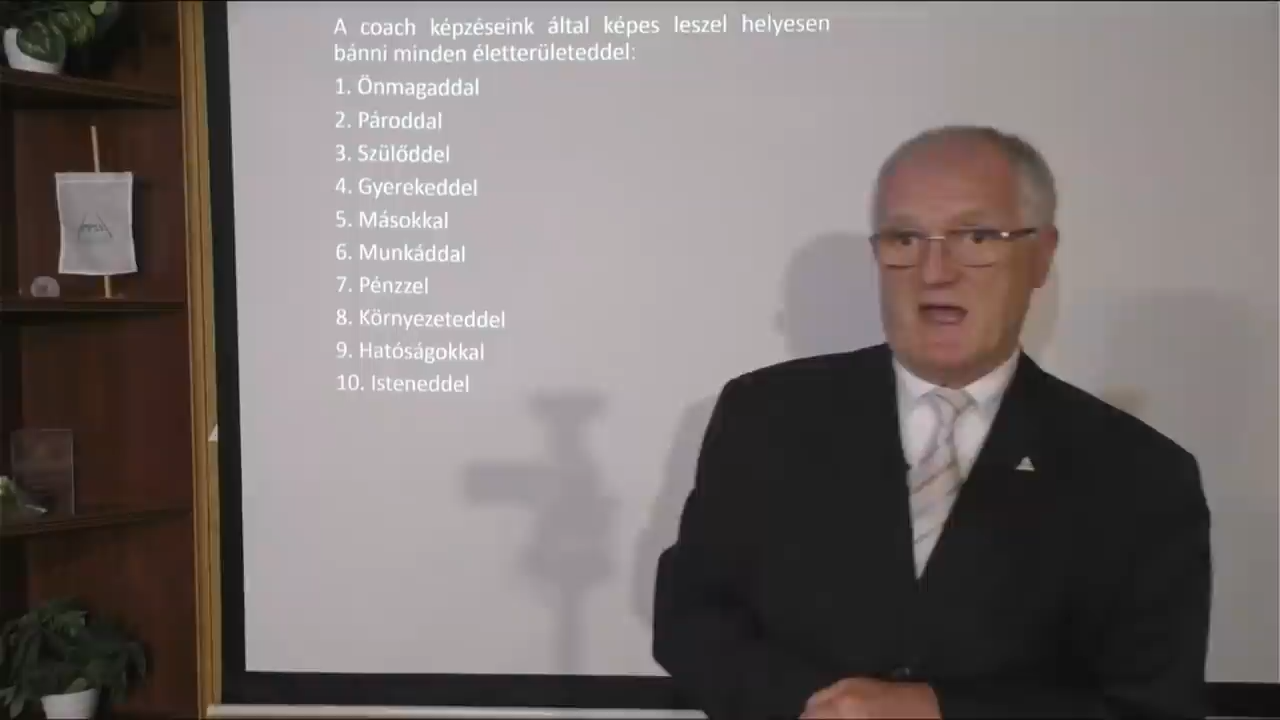 A coach képzéseink által képes leszel helyesen
bánni minden életterületeddel:
1. Önmagaddal
2. Pároddal
3. Szülőddel
4. Gyerekeddel
5. Másokkal
6. Munkáddal
7. Pénzzel
8. Környezeteddel
9. Hatóságokkal
10. Isteneddel